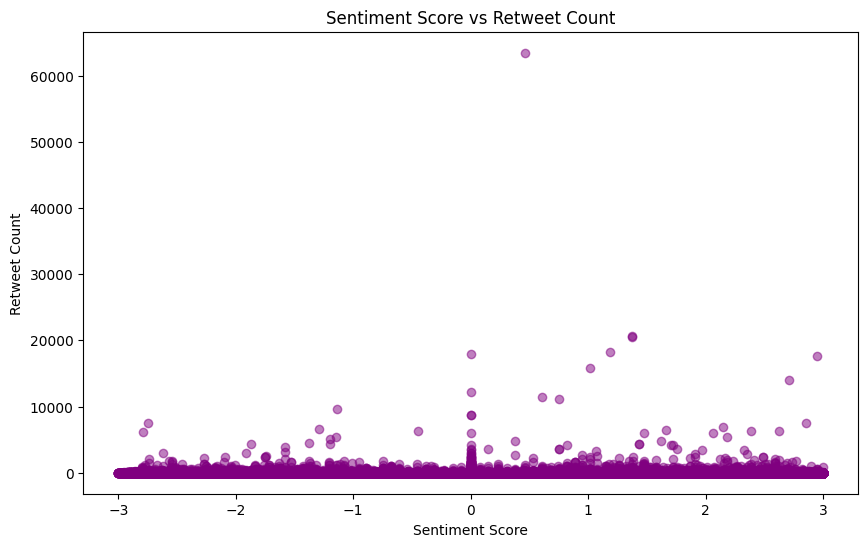 Sentiment Score vs Retweet Count
Retweet Count
60000
50000
40000
30000
20000
10000
0
−3 −2 −1 0 1 2 3
Sentiment Score